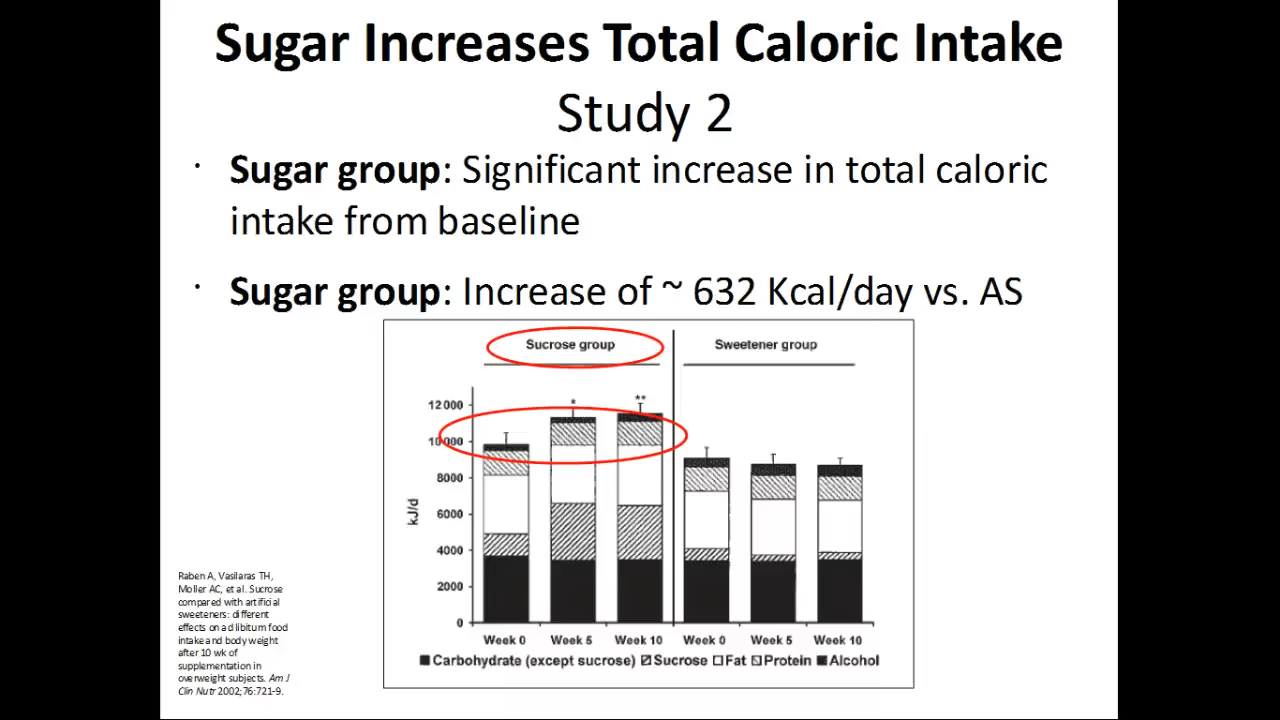 Sugar Increases Total Caloric Intake
Study 2
· Sugar group: Significant increase in total caloric
intake from baseline
· Sugar group: Increase of ~ 632 Kcal/day vs. AS
Sucrose group
Sweetener group
* **
12000
10000
8000
6000
4000
2000
0
kJ/d
Week 0 Week 5 Week 10 Week 0 Week 5 Week 10
Carbohydrate (except sucrose) Sucrose Fat Protein Alcohol
Raben A, Vasilaras TH,
Moller AC, et al. Sucrose
compared with artificial
sweeteners: different
effects on ad libitum food
intake and body weight
after 10 wk of
supplementation in
overweight subjects. Am J
Clin Nutr 2002;76:721-9.